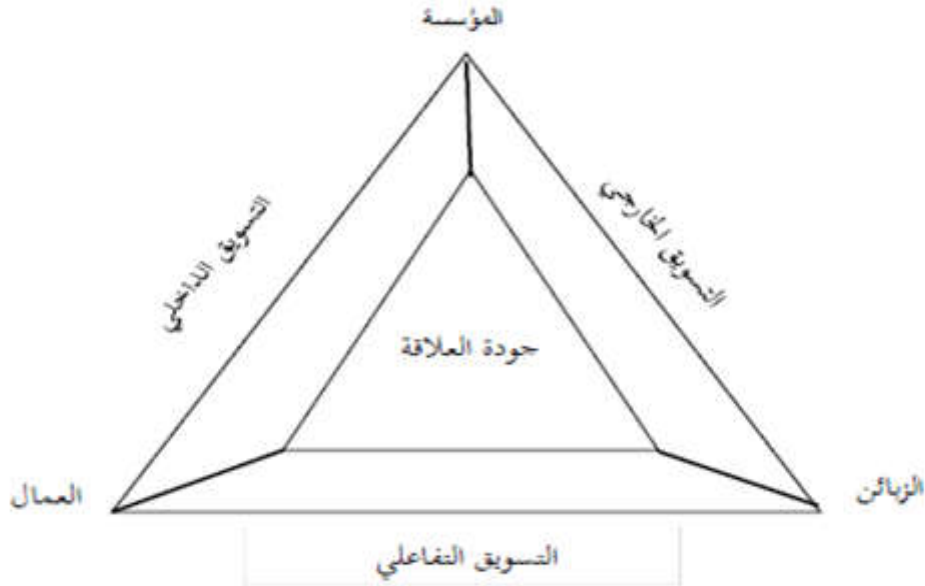 المؤسسة
التسويق الخارجي
التسويق الداخلي
جودة العلاقة
الزبائن
العمال
التسويق التفاعلي